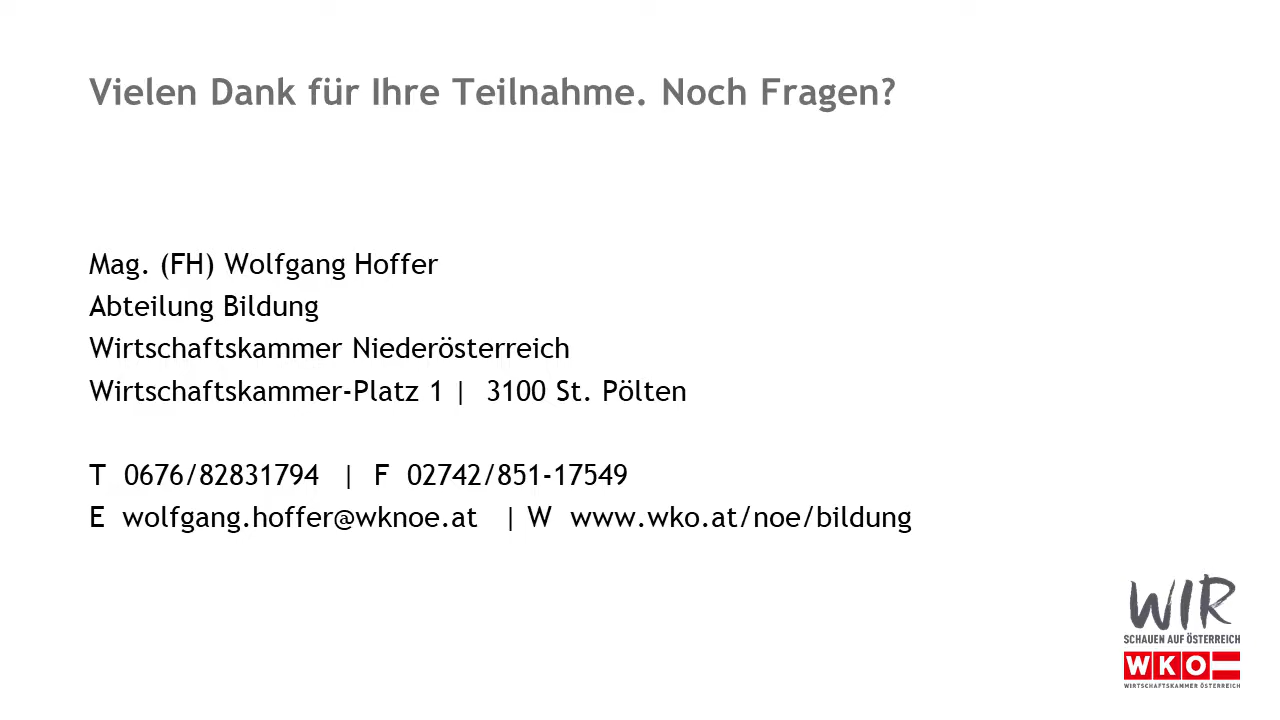 Vielen Dank für Ihre Teilnahme. Noch Fragen?
Mag. (FH) Wolfgang Hoffer
Abteilung Bildung
Wirtschaftskammer Niederösterreich
Wirtschaftskammer-Platz 1 | 3100 St. Pölten
T 0676/82831794 | F 02742/851-17549
E wolfgang.hoffer@wknoe.at | W www.wko.at/noe/bildung
WIR
SCHAUEN AUF ÖSTERREICH
WKO
WIRTSCHAFTSKAMMER ÖSTERREICH